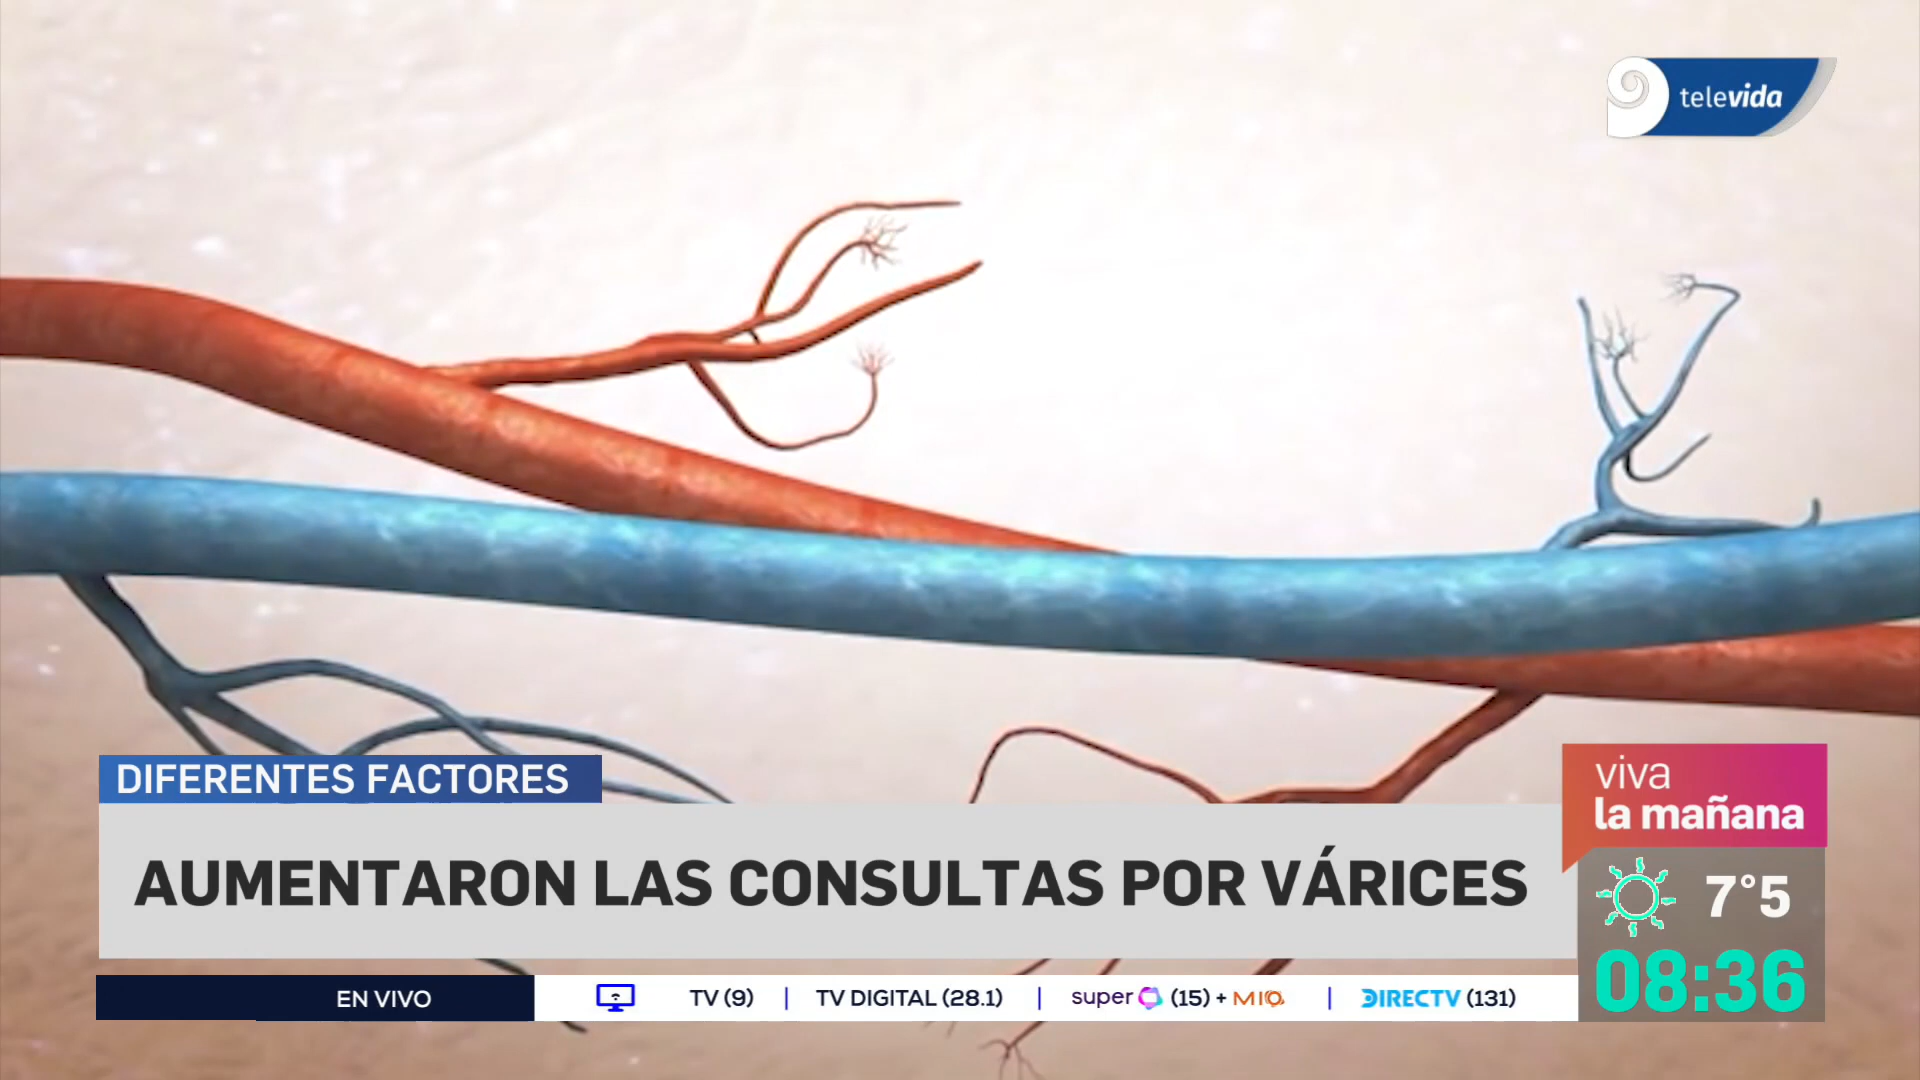 televida
DIFERENTES FACTORES
AUMENTARON LAS CONSULTAS POR VÁRICES
viva
la mañana
7°5
08:36
EN VIVO
TV (9) | TV DIGITAL (28.1) | super (15) + MIO | DIRECTV (131)